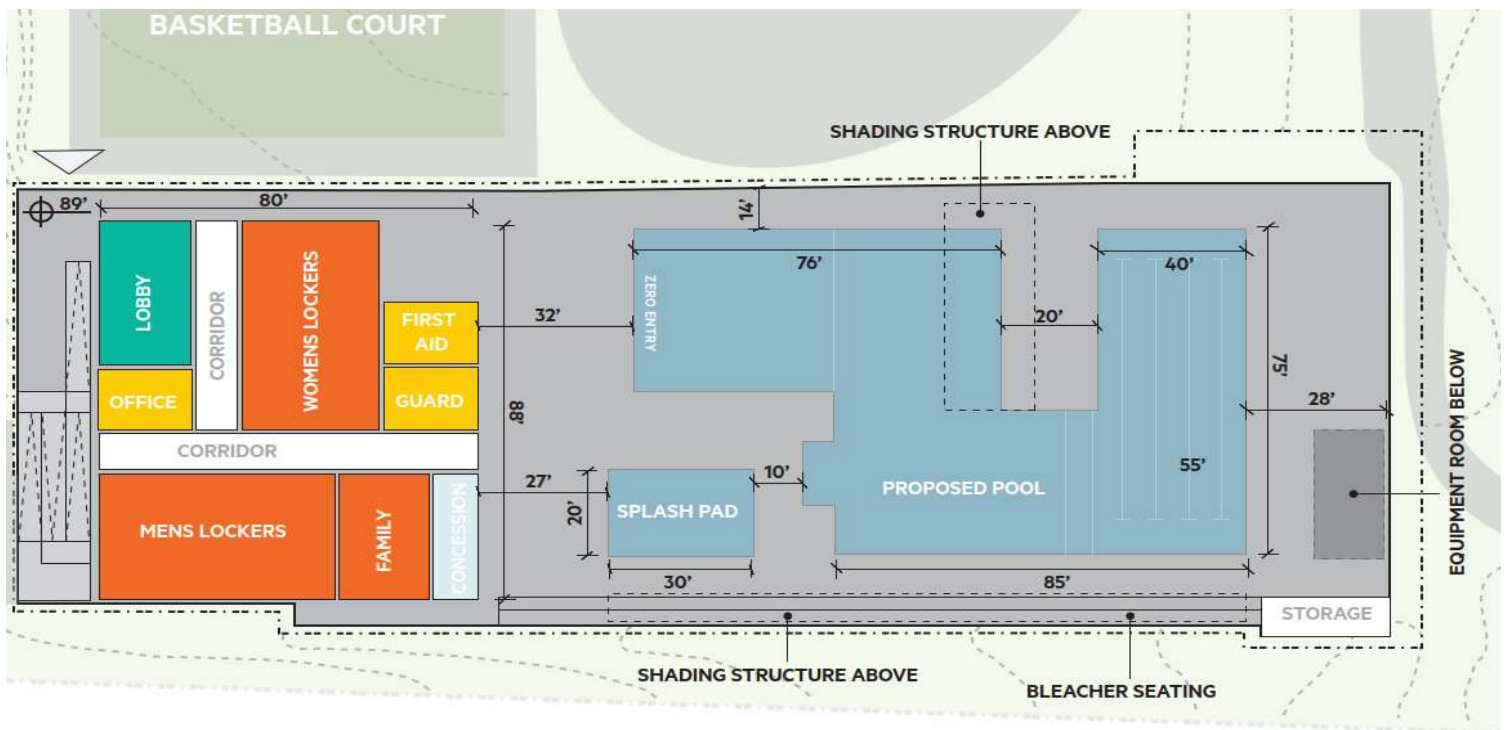 BASKETBALL COURT
SHADING STRUCTURE ABOVE
89’
80’
14’
76’
40’
ZERO ENTRY
LOBBY
CORRIDOR
WOMENS LOCKERS
FIRST
AID
32’
20’
75’
28’
OFFICE
GUARD
88’
CORRIDOR
27’
10’
55’
EQUIPMENT ROOM BELOW
MENS LOCKERS
FAMILY
CONCESSION
20’
SPLASH PAD
PROPOSED POOL
30’
85’
STORAGE
SHADING STRUCTURE ABOVE
BLEACHER SEATING